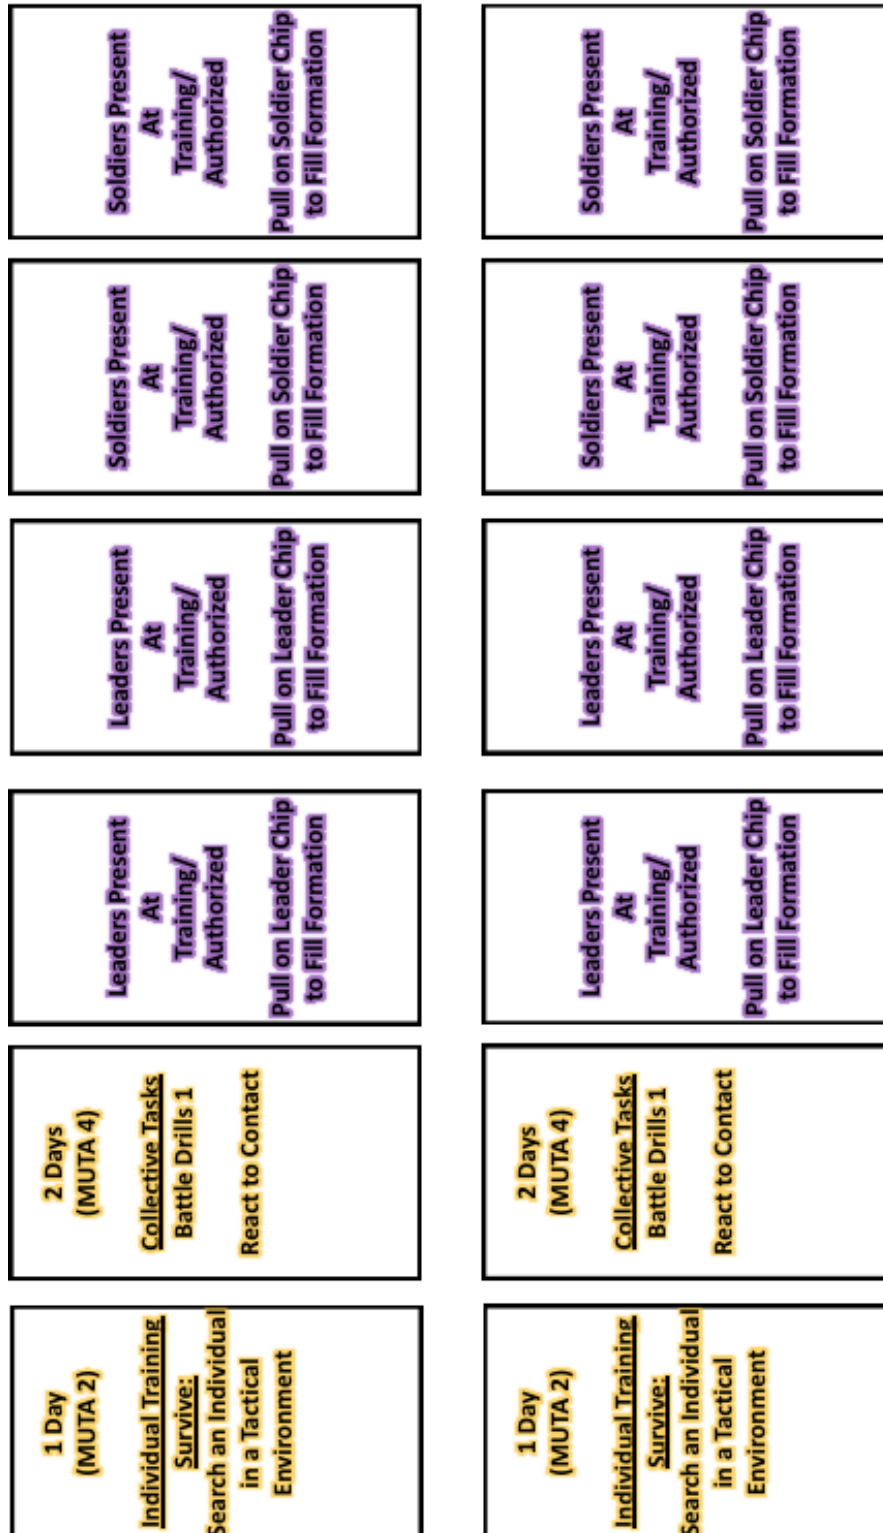 1 Day
(MUTA 2)
Individual Training
Survive:
Search an Individual
in a Tactical
Environment
2 Days
(MUTA 4)
Collective Tasks
Battle Drills 1
React to Contact
Leaders Present
At
Training/
Authorized
Pull on Leader Chip
to Fill Formation
Leaders Present
At
Training/
Authorized
Pull on Leader Chip
to Fill Formation
Soldiers Present
At
Training/
Authorized
Pull on Soldier Chip
to Fill Formation
Soldiers Present
At
Training/
Authorized
Pull on Soldier Chip
to Fill Formation
1 Day
(MUTA 2)
Individual Training
Survive:
Search an Individual
in a Tactical
Environment
2 Days
(MUTA 4)
Collective Tasks
Battle Drills 1
React to Contact
Leaders Present
At
Training/
Authorized
Pull on Leader Chip
to Fill Formation
Leaders Present
At
Training/
Authorized
Pull on Leader Chip
to Fill Formation
Soldiers Present
At
Training/
Authorized
Pull on Soldier Chip
to Fill Formation
Soldiers Present
At
Training/
Authorized
Pull on Soldier Chip
to Fill Formation